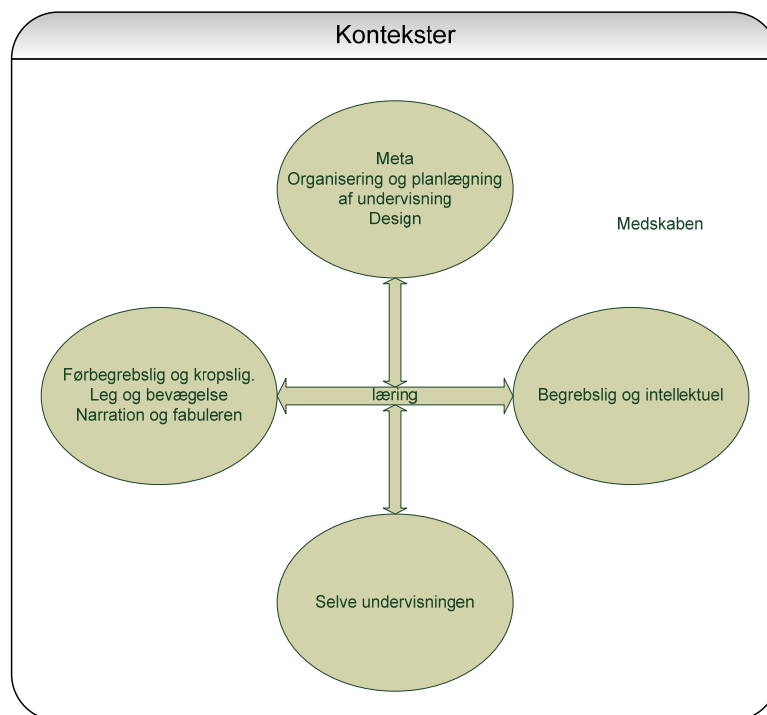 Kontekster
Meta
Organisering og planlægning
af undervisning
Design
Medskaben
Førbegrebslig og kropslig.
Leg og bevægelse
Narration og fabuleren
læring
Begrebslig og intellektuel
Selve undervisningen